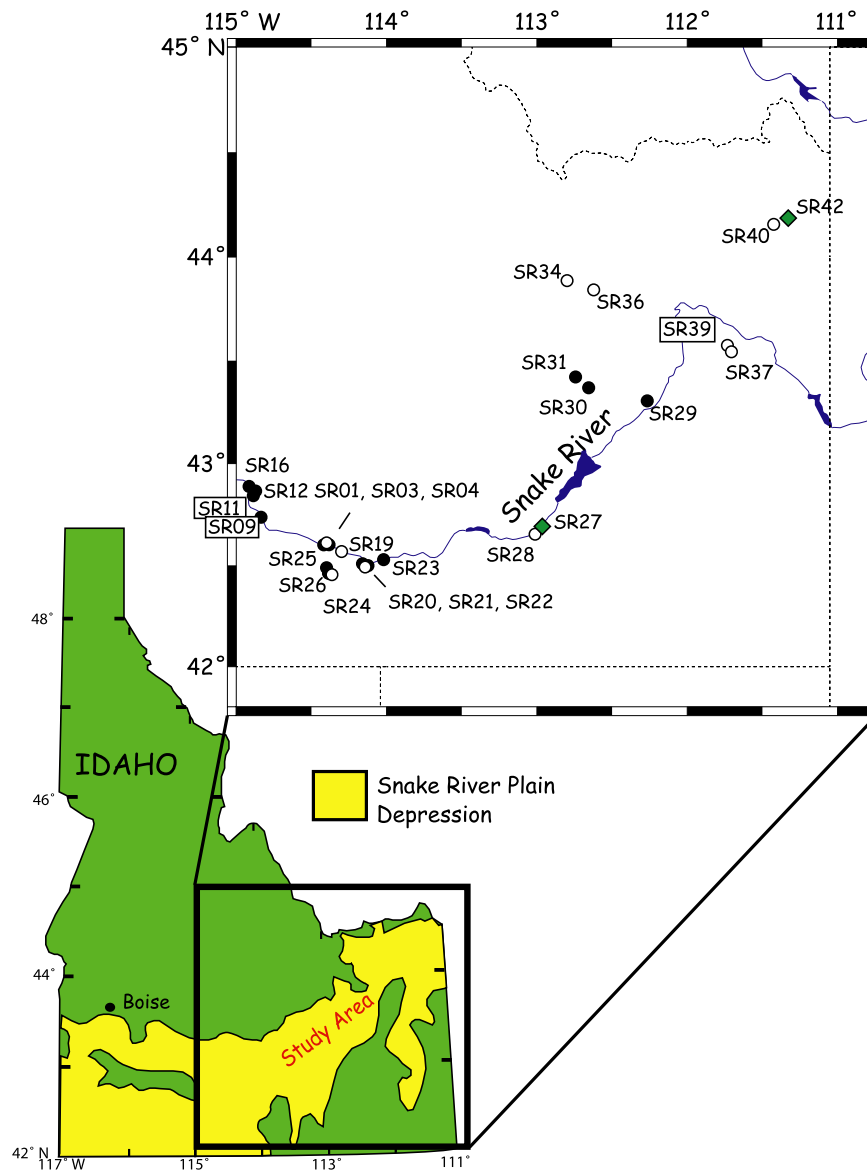 115° W
114°
113°
112°
111°
45° N
SR42
SR40
44°
SR34
SR36
SR39
SR37
SR31
SR30
SR29
Snake River
43°
SR16
SR12
SR01, SR03, SR04
SR11
SR09
SR27
SR28
SR19
SR25
SR23
SR26
SR24
SR20, SR21, SR22
42°
48°
IDAHO
Snake River Plain
Depression
46°
44°
Boise
Study Area
42° N
117° W
115°
113°
111°